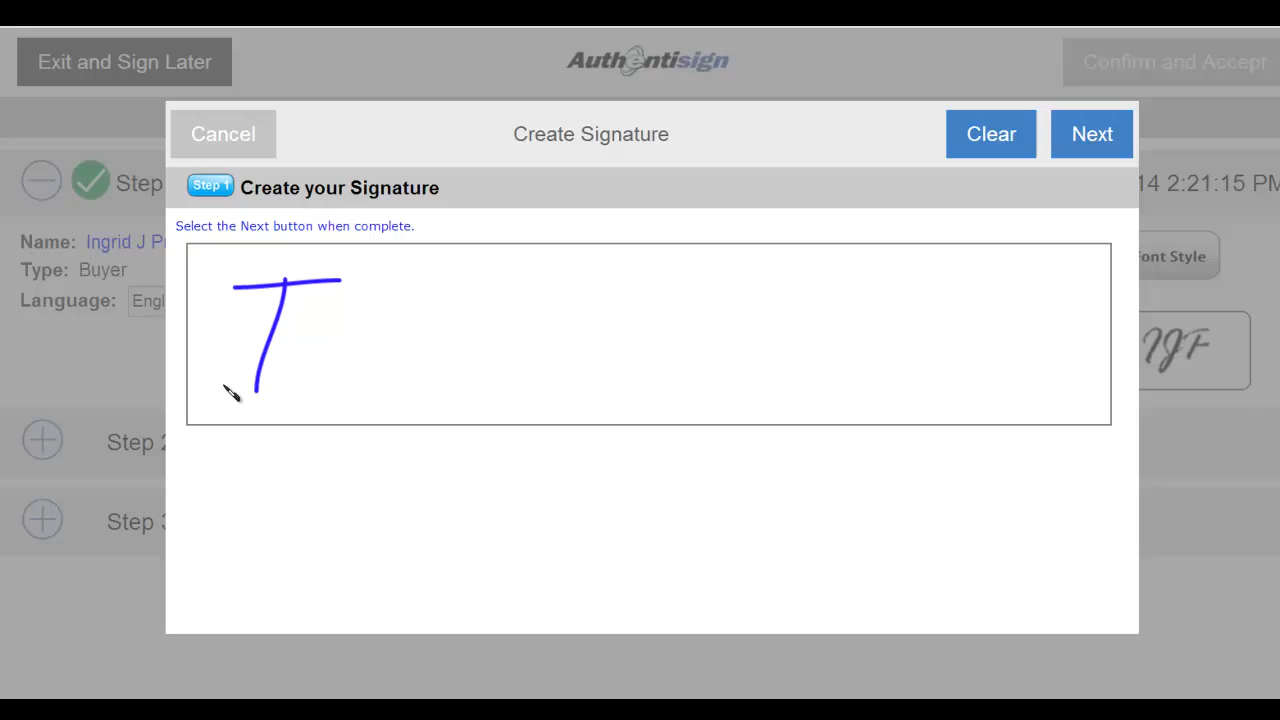 Exit and Sign Later
Authentisign
Confirm and Accept
Cancel
Create Signature
Clear
Next
Step 1
Create your Signature
Select the Next button when complete.
Step
14 2:21:15 PM
Name: Ingrid J
Type: Buyer
Language: Engl
Font Style
IJF
T
Step 2
Step 3